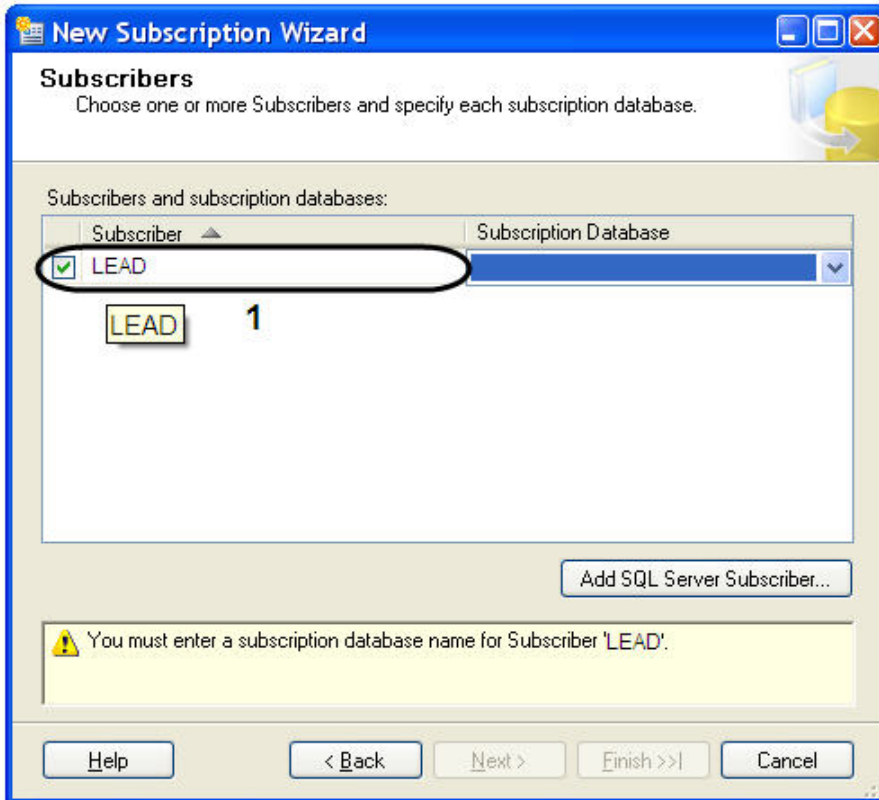 New Subscription Wizard
Subscribers
Choose one or more Subscribers and specify each subscription database.
Subscribers and subscription databases:
Subscriber Subscription Database
LEAD
LEAD 1
Add SQL Server Subscriber...
You must enter a subscription database name for Subscriber 'LEAD'.
Help < Back Next > Finish >>| Cancel